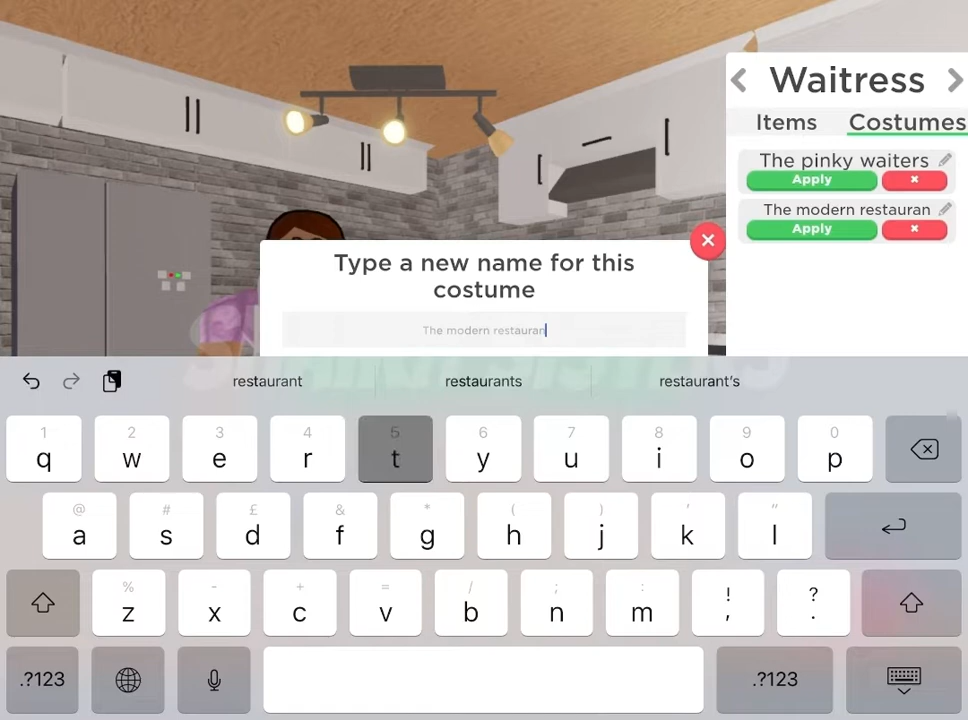 Waitress
Items Costumes
The pinky waiters
Apply ×
The modern restauran
Apply ×
Type a new name for this
costume
The modern restauran
restaurant restaurants restaurant's
1 2 3 4 5 6 7 8 9 0
q w e r t y u i o p
@ # £ & * ( ) ' "
a s d f g h j k l
% - + = / ; : ! ?
z x c v b n m , .
.?123 .?123